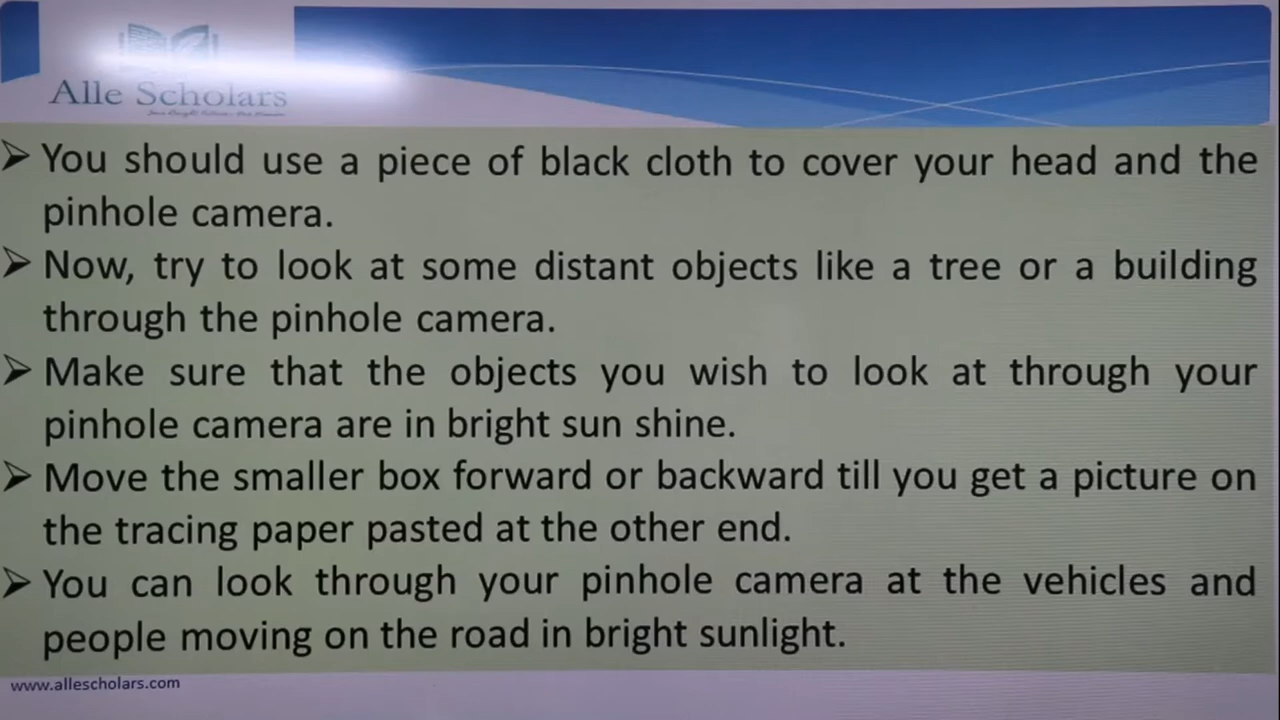 Alle Scholars
➢ You should use a piece of black cloth to cover your head and the
pinhole camera.
➢ Now, try to look at some distant objects like a tree or a building
through the pinhole camera.
➢ Make sure that the objects you wish to look at through your
pinhole camera are in bright sun shine.
➢ Move the smaller box forward or backward till you get a picture on
the tracing paper pasted at the other end.
➢ You can look through your pinhole camera at the vehicles and
people moving on the road in bright sunlight.
www.allescholars.com